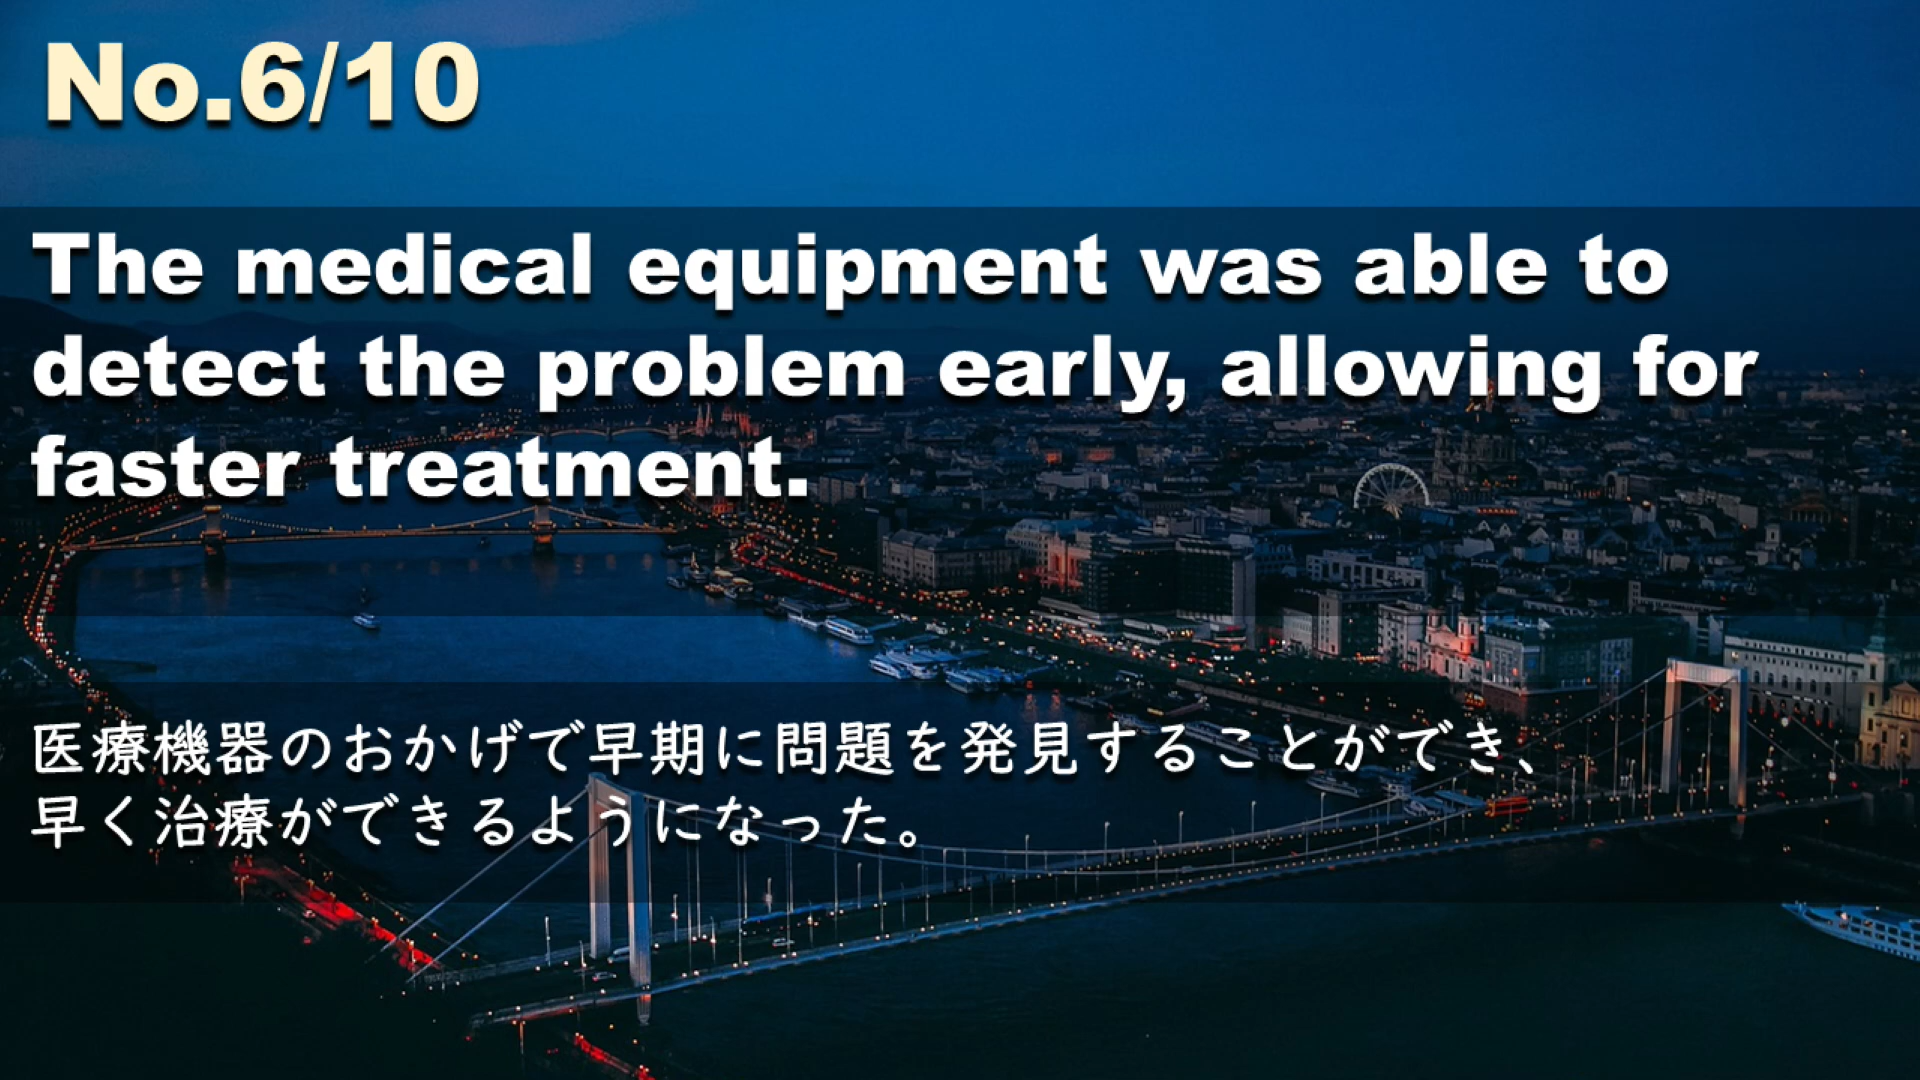 No.6/10
The medical equipment was able to
detect the problem early, allowing for
faster treatment.
医療機器のおかげで早期に問題を発見することができ、
早く治療ができるようになった。